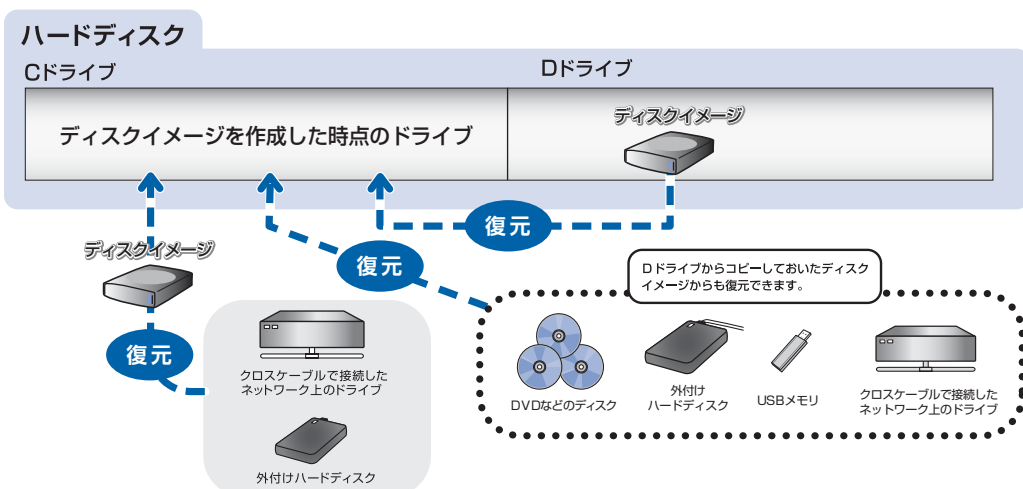 ハードディスク
Cドライブ
Dドライブ
ディスクイメージを作成した時点のドライブ
ディスクイメージ
復元
ディスクイメージ
復元
復元
Dドライブからコピーしておいたディスク
イメージからも復元できます。
クロスケーブルで接続した
ネットワーク上のドライブ
外付けハードディスク
DVDなどのディスク
外付け
ハードディスク
USBメモリ
クロスケーブルで接続した
ネットワーク上のドライブ